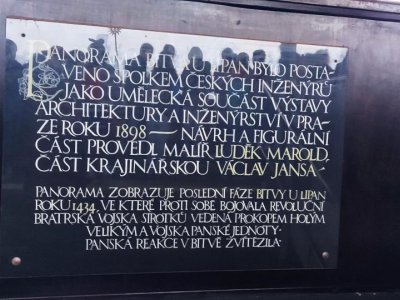 PANORAMA BITVY U LIPAN BYLO POSTA-
VENO SPOLKEM ČESKÝCH INŽENÝRŮ
JAKO UMĚLECKÁ SOUČÁST VÝSTAVY
ARCHITEKTURY A INŽENÝRSTVÍ V PRA-
ZE ROKU 1898 — NÁVRH A FIGURÁLNÍ
ČÁST PROVEDL MALÍŘ LUDĚK MAROLD,
ČÁST KRAJINÁŘSKOU VÁCLAV JANSA·
PANORAMA ZOBRAZUJE POSLEDNÍ FÁZE BITVY U LIPAN
ROKU 1434, VE KTERÉ PROTI SOBĚ BOJOVALA REVOLUČNÍ
BRATRSKÁ VOJSKA SIROTKŮ VEDENÁ PROKOPEM HOLÝM
VELIKÝM A VOJSKA PANSKÉ JEDNOTY·
PANSKÁ REAKCE V BITVĚ ZVÍTĚZILA·